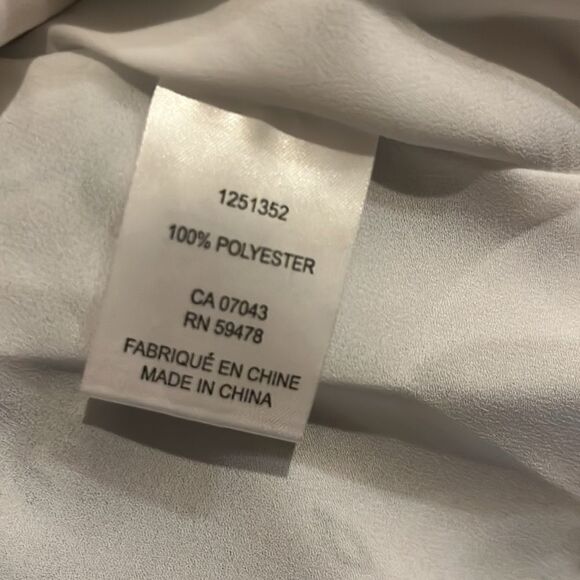 1251352
100% POLYESTER
CA 07043
RN 59478
FABRIQUÉ EN CHINE
MADE IN CHINA